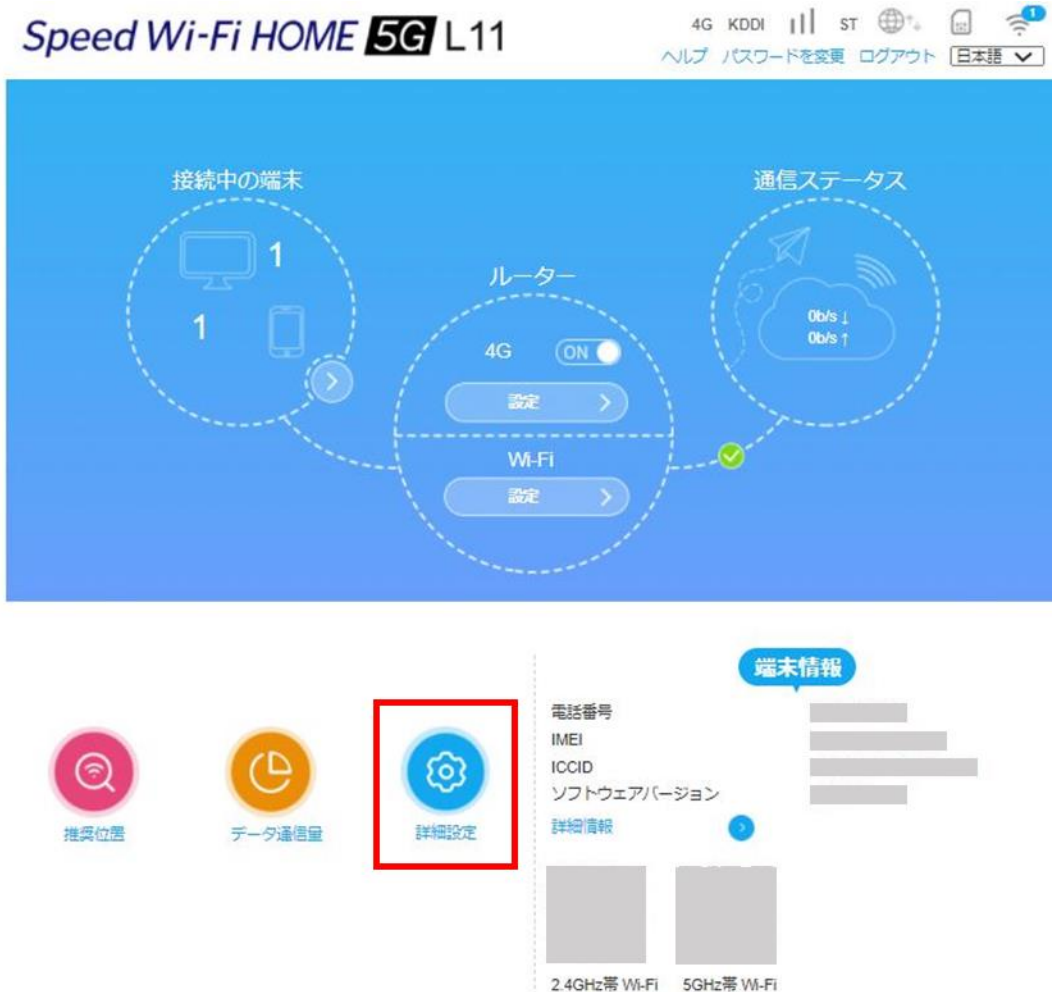 Speed Wi-Fi HOME 5G L11
4G KDDI ST 1
ヘルプ パスワードを変更 ログアウト 日本語
接続中の端末
1
1
ルーター
4G ON
設定
Wi-Fi
設定
通信ステータス
0b/s ↓
0b/s ↑
推奨位置
データ通信量
詳細設定
端末情報
電話番号
IMEI
ICCID
ソフトウェアバージョン
詳細情報
2.4GHz帯 Wi-Fi 5GHz帯 Wi-Fi